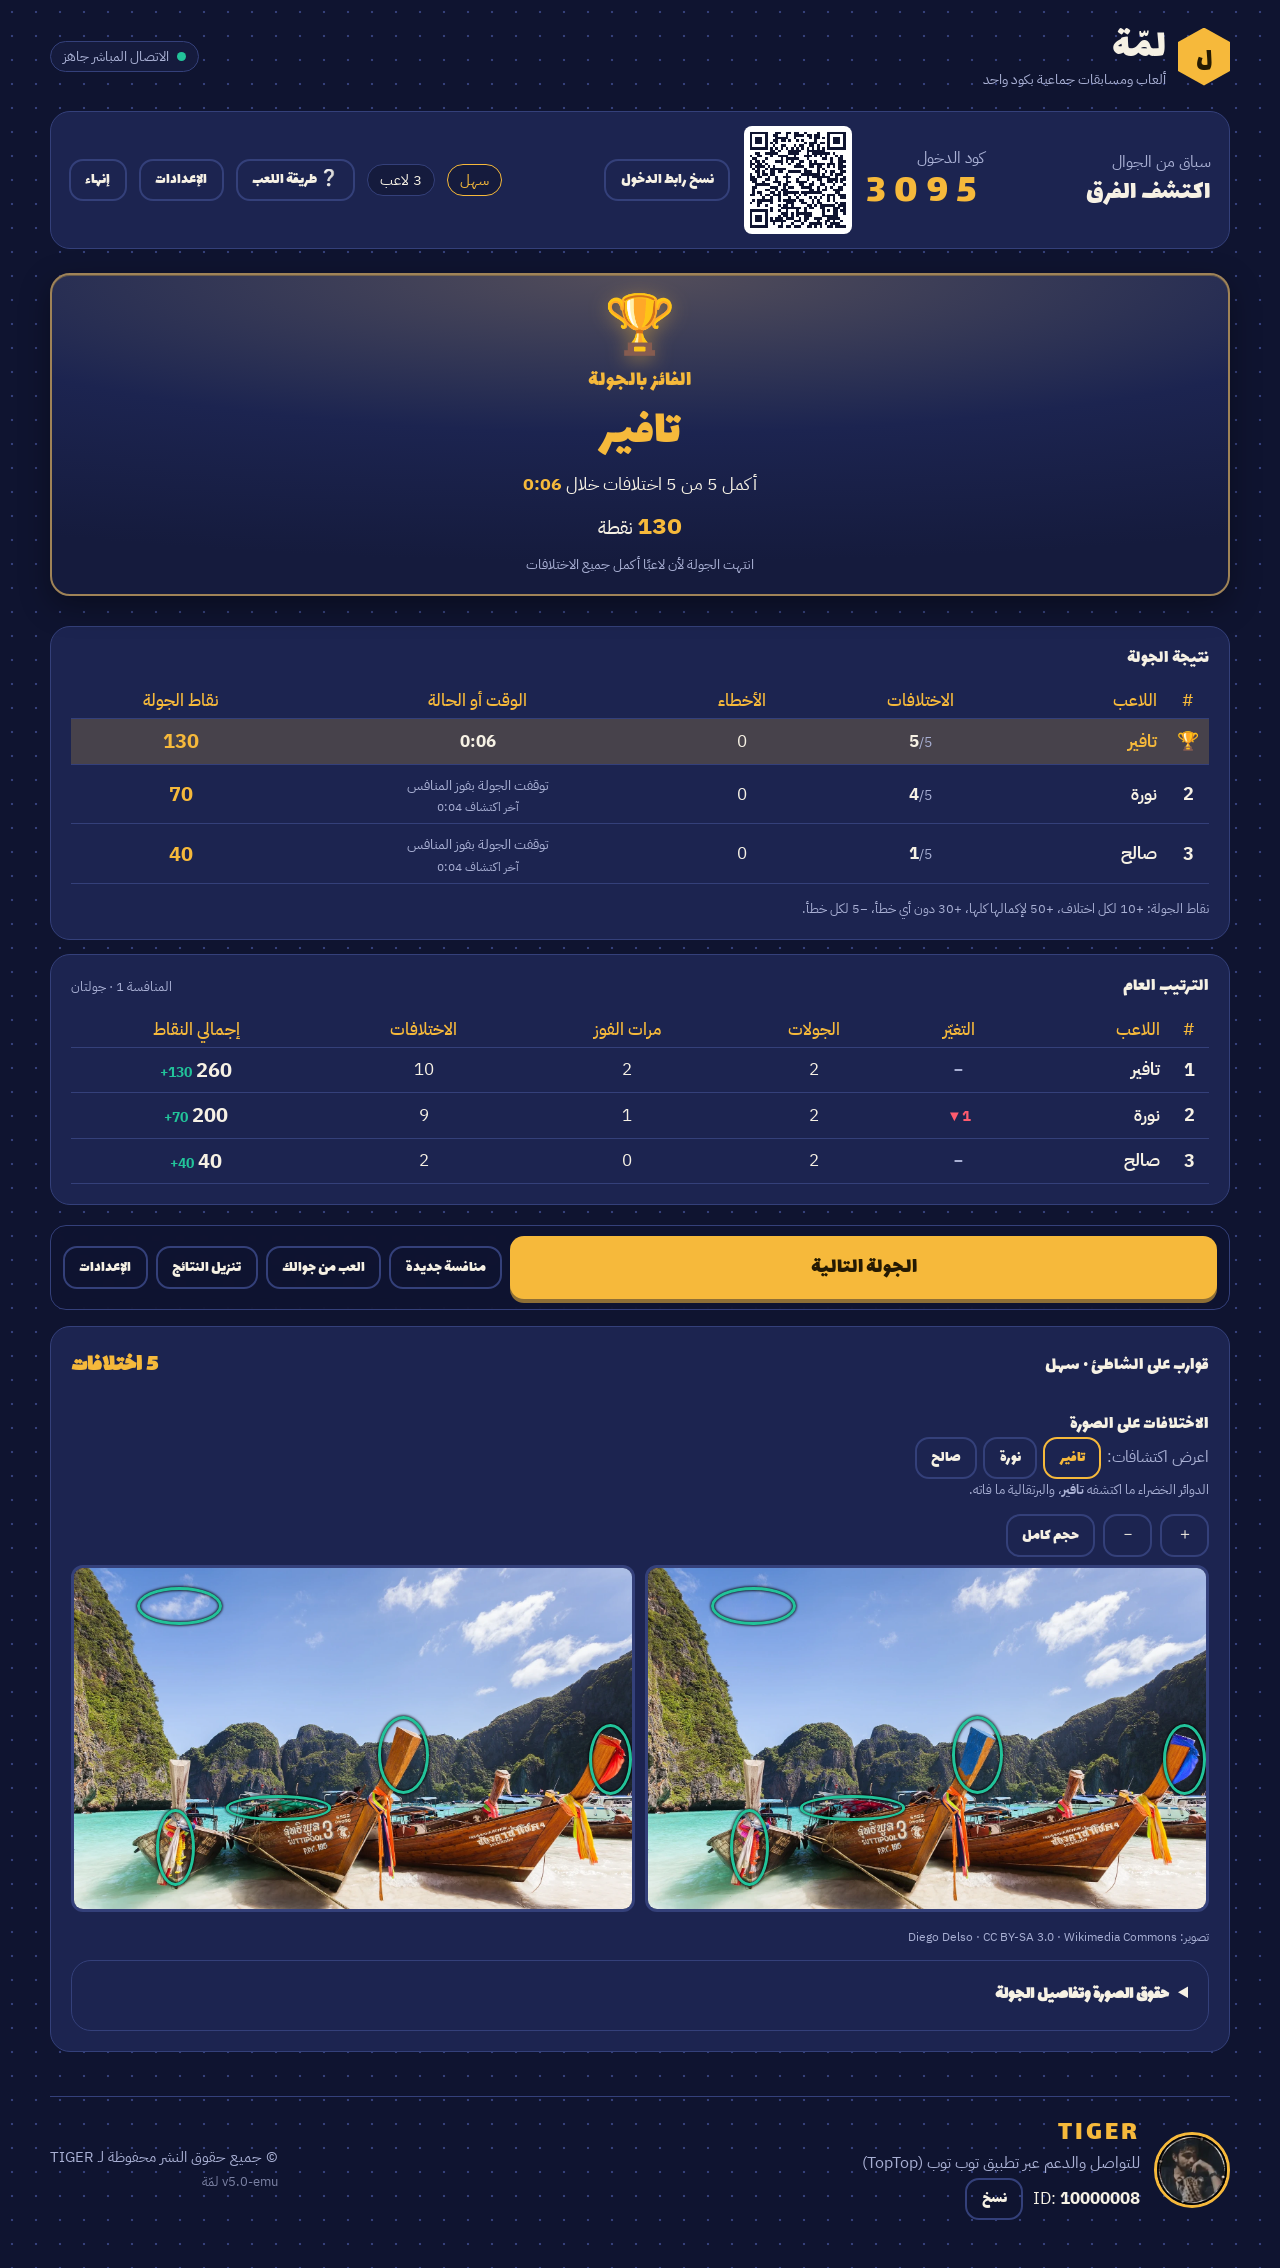 ل
لمّة
ألعاب ومسابقات جماعية بكود واحد
الاتصال المباشر جاهز
سباق من الجوال
اكتشف الفرق
كود الدخول
3095
نسخ رابط الدخول
سهل
3 لاعب
❔ طريقة اللعب
الإعدادات
إنهاء
الفائز بالجولة
تافير
أكمل 5 من 5 اختلافات خلال 0:06
130 نقطة
انتهت الجولة لأن لاعبًا أكمل جميع الاختلافات
نتيجة الجولة
# اللاعب الاختلافات الأخطاء الوقت أو الحالة نقاط الجولة
🏆 تافير 5/5 0 0:06 130
2 نورة 4/5 0 توقفت الجولة بفوز المنافس 70
آخر اكتشاف 0:04
3 صالح 1/5 0 توقفت الجولة بفوز المنافس 40
آخر اكتشاف 0:04
نقاط الجولة: +10 لكل اختلاف، +50 لإكمالها كلها، +30 دون أي خطأ، −5 لكل خطأ.
الترتيب العام
المنافسة 1 · جولتان
# اللاعب التغيّر الجولات مرات الفوز الاختلافات إجمالي النقاط
1 تافير – 2 2 10 260 +130
2 نورة ▼1 2 1 9 200 +70
3 صالح – 2 0 2 40 +40
الجولة التالية
منافسة جديدة
العب من جوالك
تنزيل النتائج
الإعدادات
قوارب على الشاطئ · سهل
5 اختلافات
الاختلافات على الصورة
اعرض اكتشافات: تافير نورة صالح
الدوائر الخضراء ما اكتشفه تافير، والبرتقالية ما فاته.
+ − حجم كامل
تصوير: Diego Delso · CC BY-SA 3.0 · Wikimedia Commons
◀ حقوق الصورة وتفاصيل الجولة
TIGER
للتواصل والدعم عبر تطبيق توب توب (TopTop)
ID: 10000008
نسخ
© جميع حقوق النشر محفوظة لـ TIGER
لمّة v5.0-emu